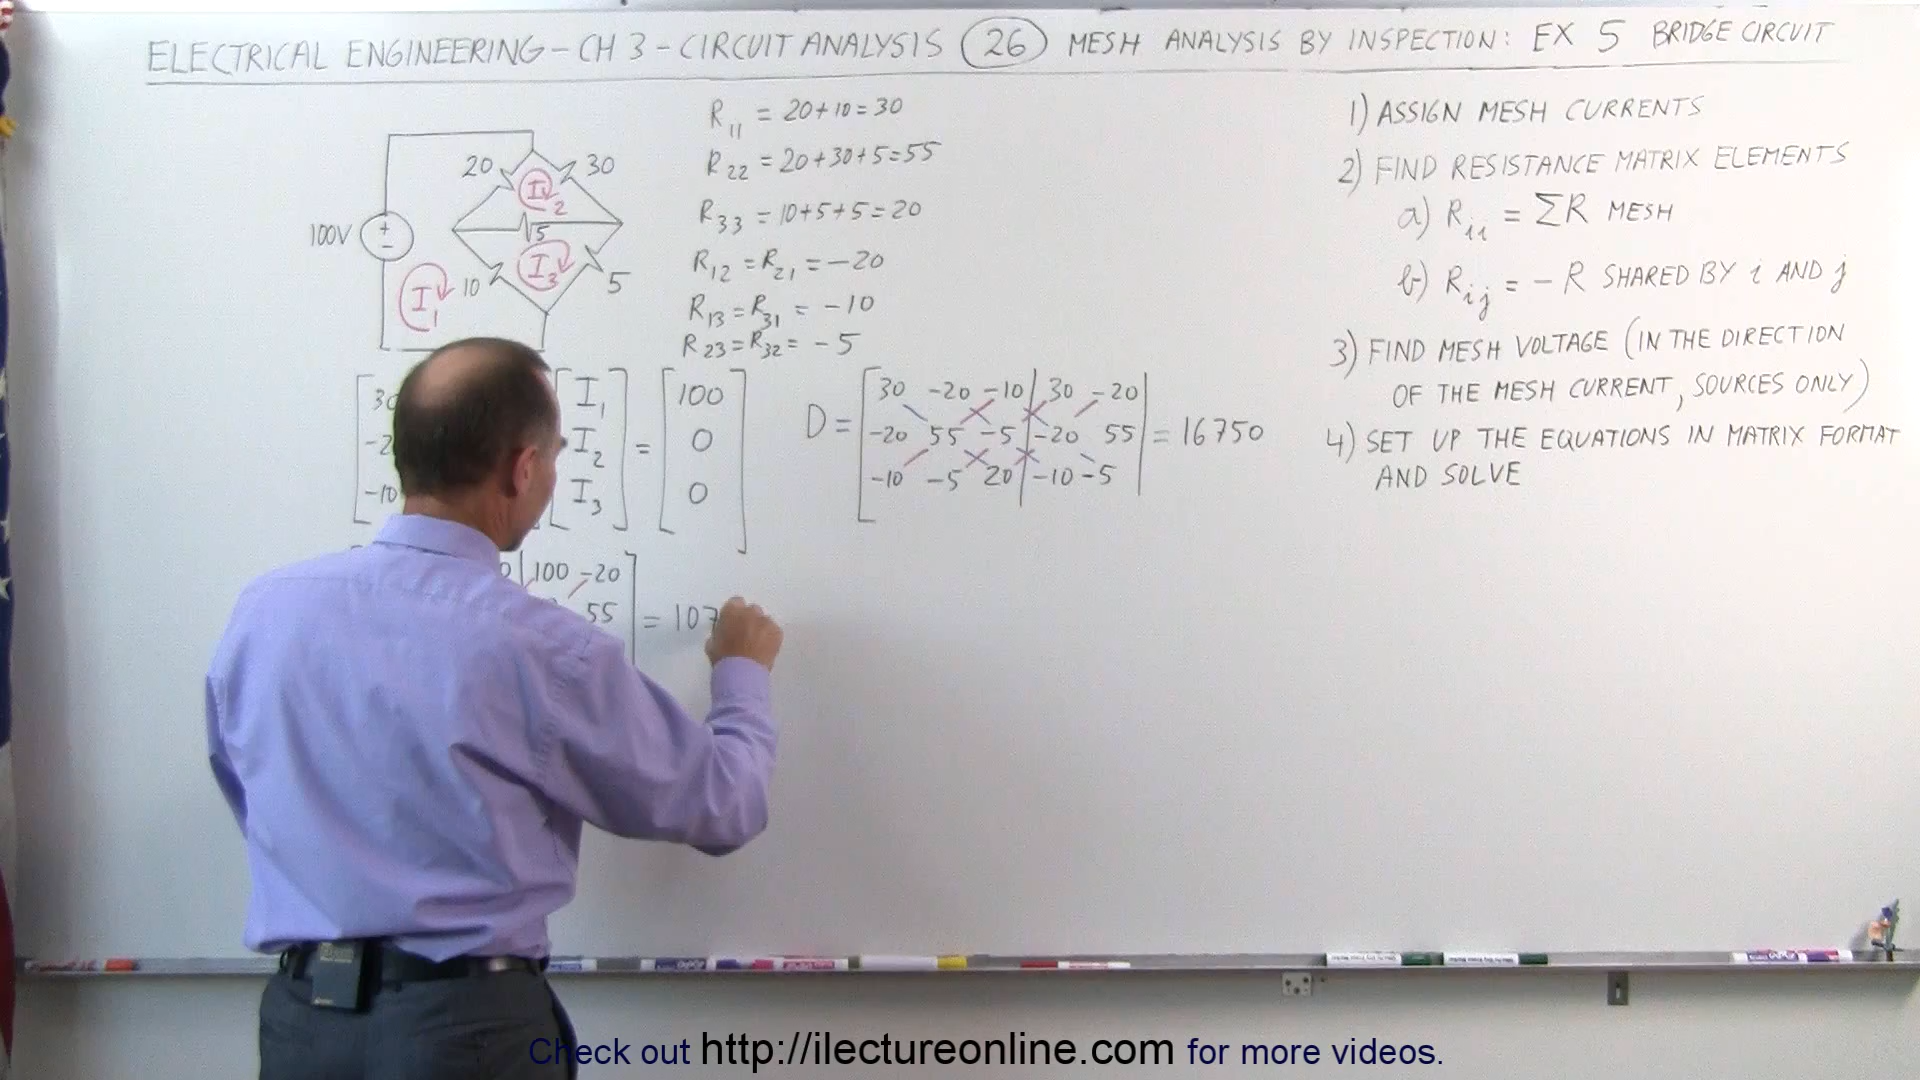 ELECTRICAL ENGINEERING - CH 3 - CIRCUIT ANALYSIS 26 MESH ANALYSIS BY INSPECTION: EX 5 BRIDGE CIRCUIT
20 30
I2
100V + -
5
I3
I1 10 5
R11 = 20+10=30
R22 = 20+30+5=55
R33 = 10+5+5=20
R12 = R21 = -20
R13 = R31 = -10
R23 = R32 = -5
1) ASSIGN MESH CURRENTS
2) FIND RESISTANCE MATRIX ELEMENTS
a) Rii = ΣR MESH
b) Rij = - R SHARED BY i AND j
3) FIND MESH VOLTAGE (IN THE DIRECTION
OF THE MESH CURRENT, SOURCES ONLY)
4) SET UP THE EQUATIONS IN MATRIX FORMAT
AND SOLVE
I1 100
I2 = 0
-10 I3 0
D = 30 -20 -10 30 -20
-20 55 -5 -20 55 = 16750
-10 -5 20 -10 -5
100 -20
55 = 107
Check out http://ilectureonline.com for more videos.